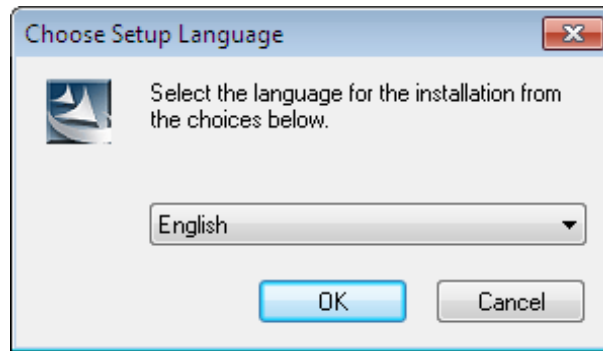 Choose Setup Language
Select the language for the installation from
the choices below.
English
OK
Cancel